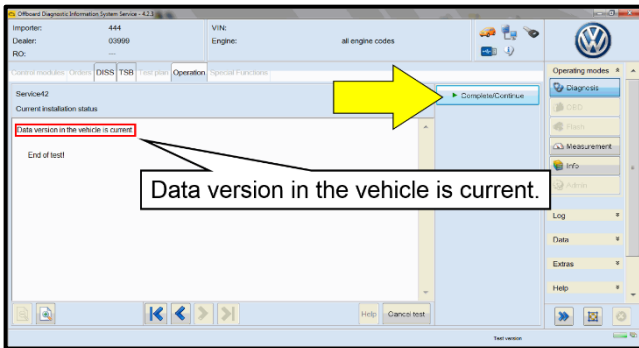 Offboard Diagnostic Information System Service - 4.2.3
Importer: 444 VIN:
Dealer: 03999 Engine: all engine codes
RO: ---
Control modules Orders DISS TSB Test plan Operation Special Functions
Operating modes
Service42
Complete/Continue
Diagnosis
Current installation status
OBD
Data version in the vehicle is current.
Measurement
End of test!
Info
Data version in the vehicle is current.
Admin
Log
Data
Extras
Help
Help Cancel test
Test version